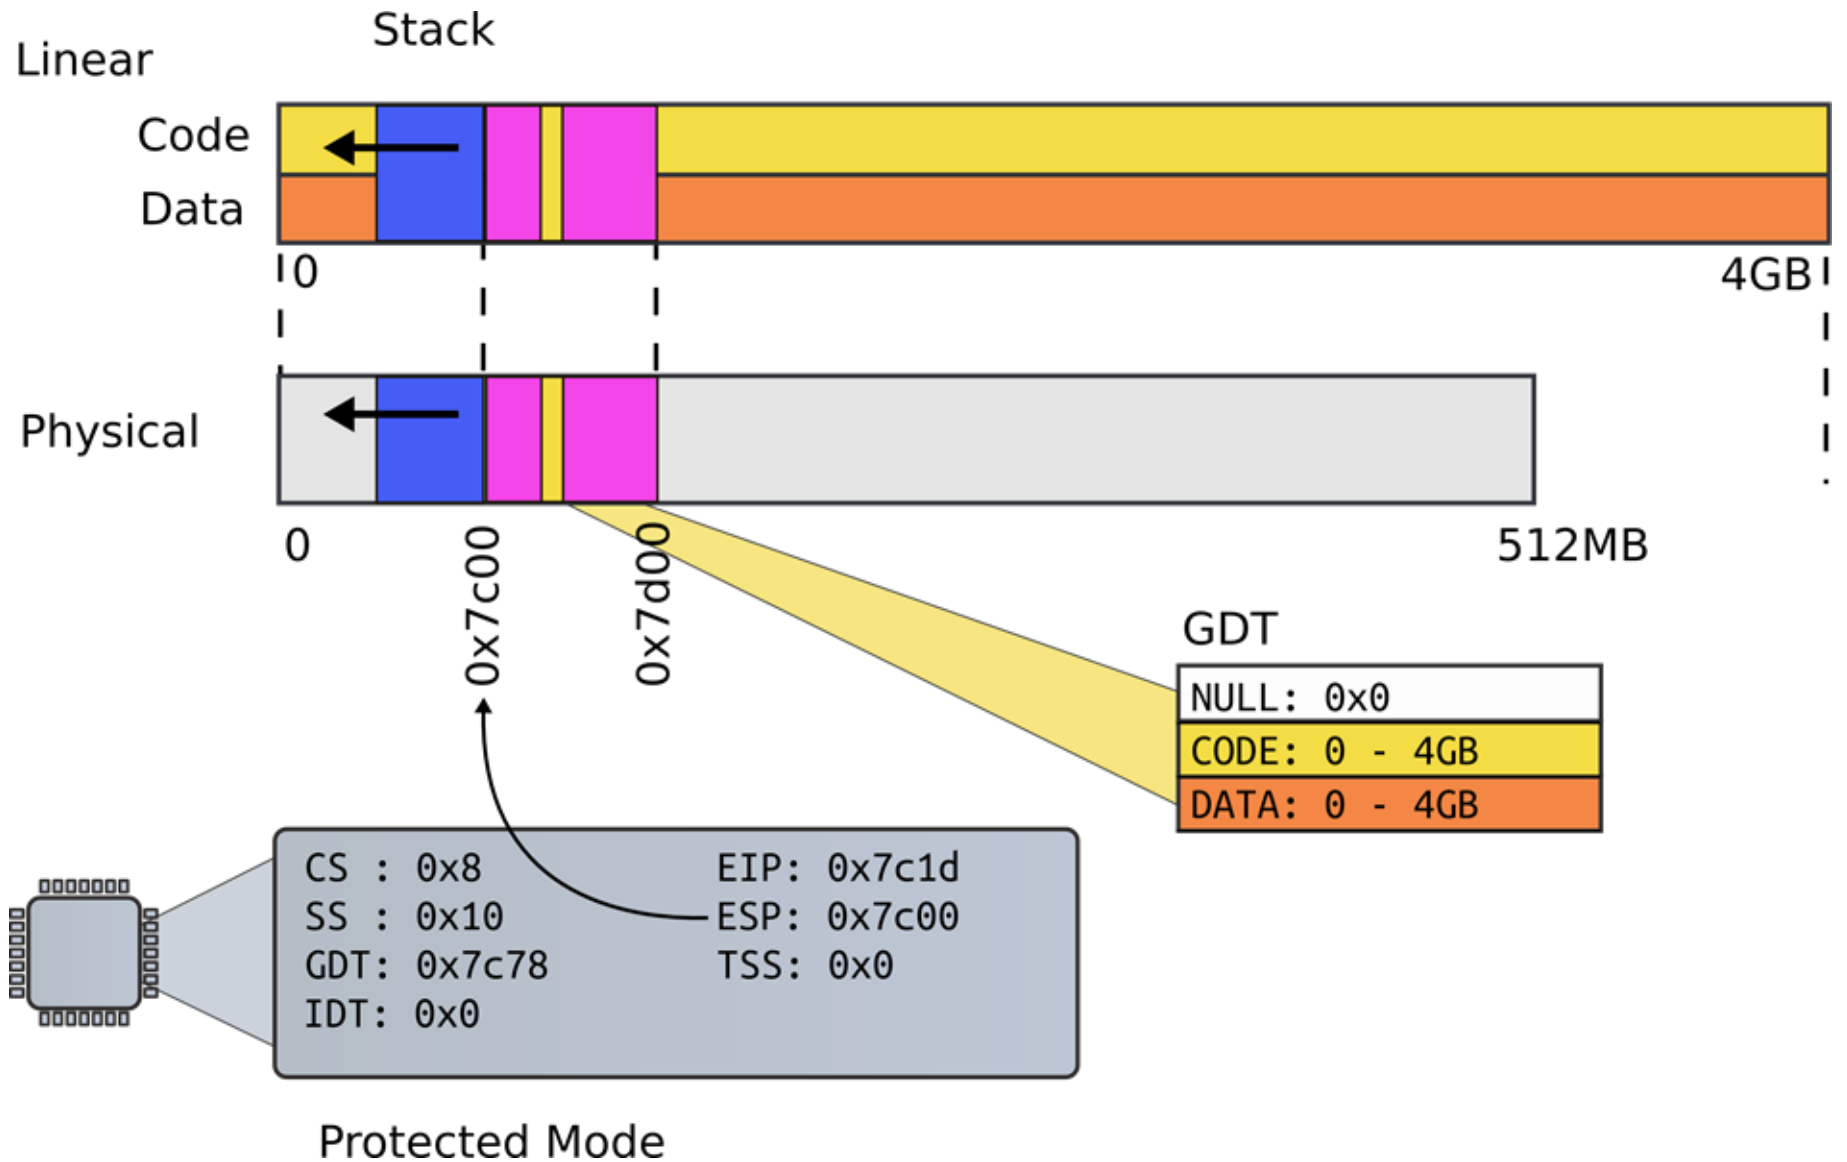 Stack
Linear
Code
Data
0
4GB
Physical
0
0x7c00
0x7d00
512MB
GDT
NULL: 0x0
CODE: 0 - 4GB
DATA: 0 - 4GB
CS : 0x8
EIP: 0x7c1d
SS : 0x10
ESP: 0x7c00
GDT: 0x7c78
TSS: 0x0
IDT: 0x0
Protected Mode